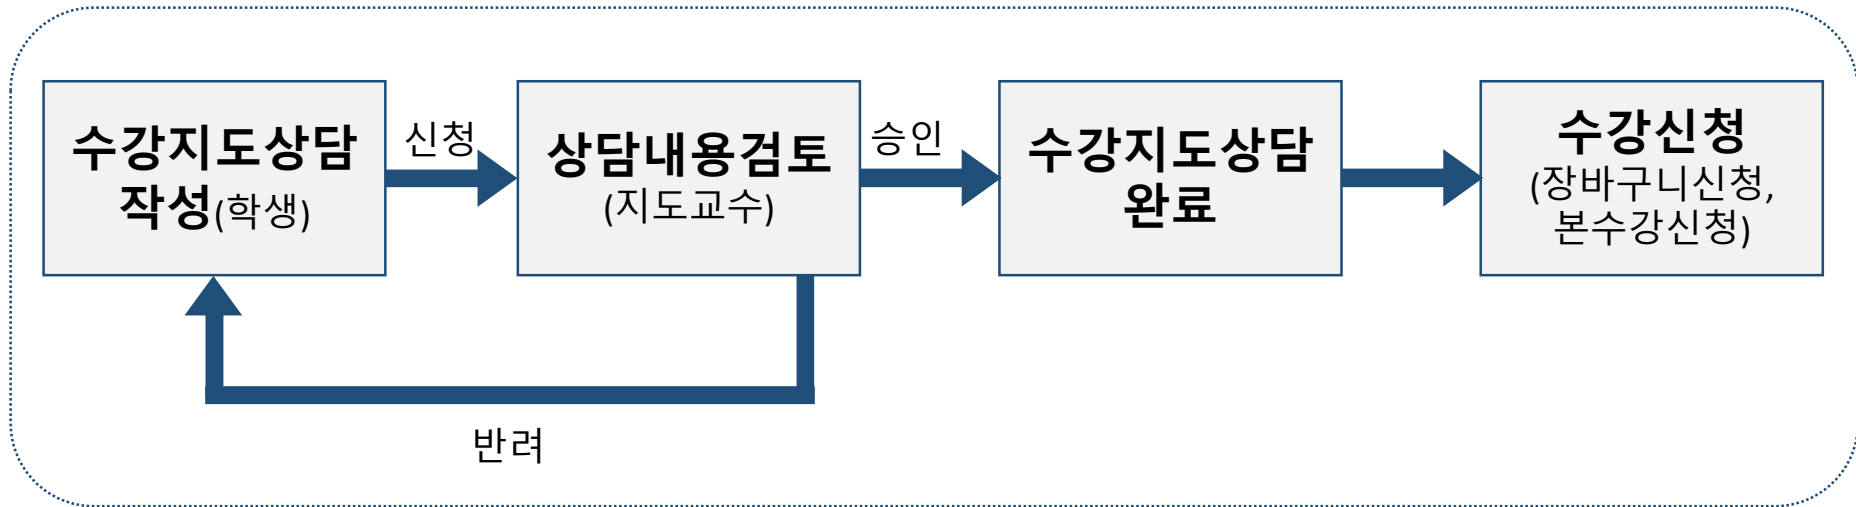 수강지도상담
작성(학생)
신청
상담내용검토
(지도교수)
승인
수강지도상담
완료
수강신청
(장바구니신청,
본수강신청)
반려